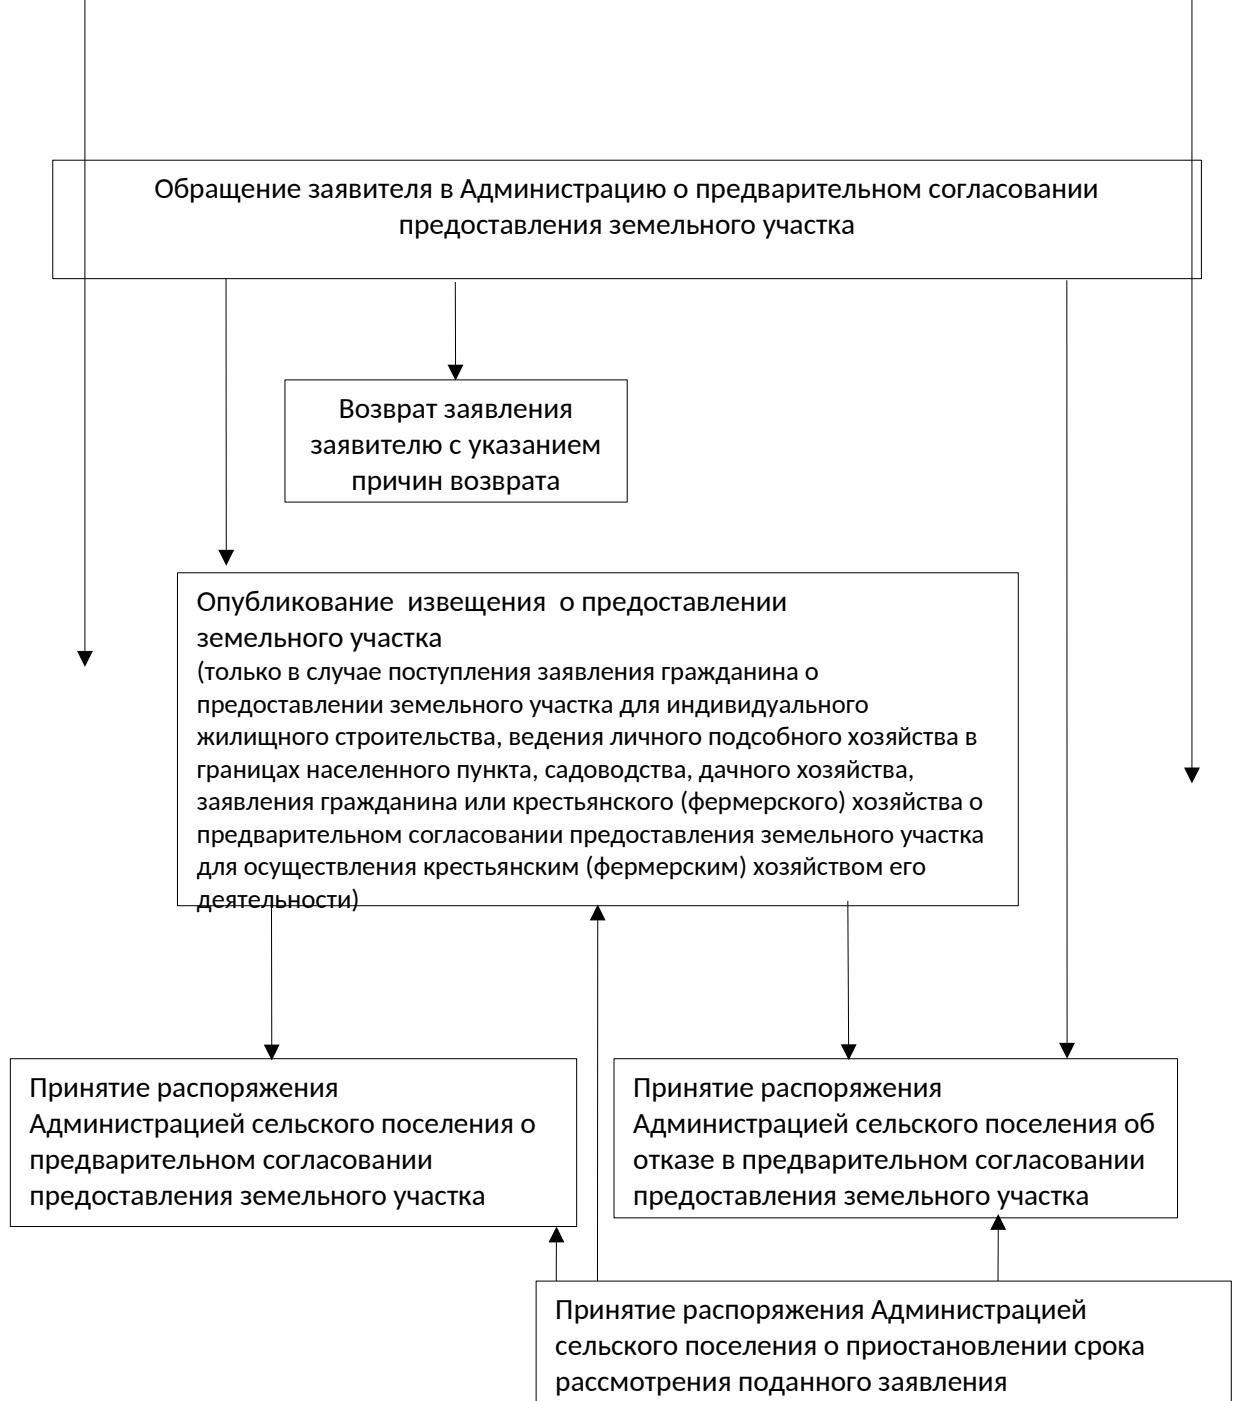 Обращение заявителя в Администрацию о предварительном согласовании
предоставления земельного участка
Возврат заявления
заявителю с указанием
причин возврата
Опубликование извещения о предоставлении
земельного участка
(только в случае поступления заявления гражданина о
предоставлении земельного участка для индивидуального
жилищного строительства, ведения личного подсобного хозяйства в
границах населенного пункта, садоводства, дачного хозяйства,
заявления гражданина или крестьянского (фермерского) хозяйства о
предварительном согласовании предоставления земельного участка
для осуществления крестьянским (фермерским) хозяйством его
деятельности)
Принятие распоряжения
Администрацией сельского поселения о
предварительном согласовании
предоставления земельного участка
Принятие распоряжения
Администрацией сельского поселения об
отказе в предварительном согласовании
предоставления земельного участка
Принятие распоряжения Администрацией
сельского поселения о приостановлении срока
рассмотрения поданного заявления